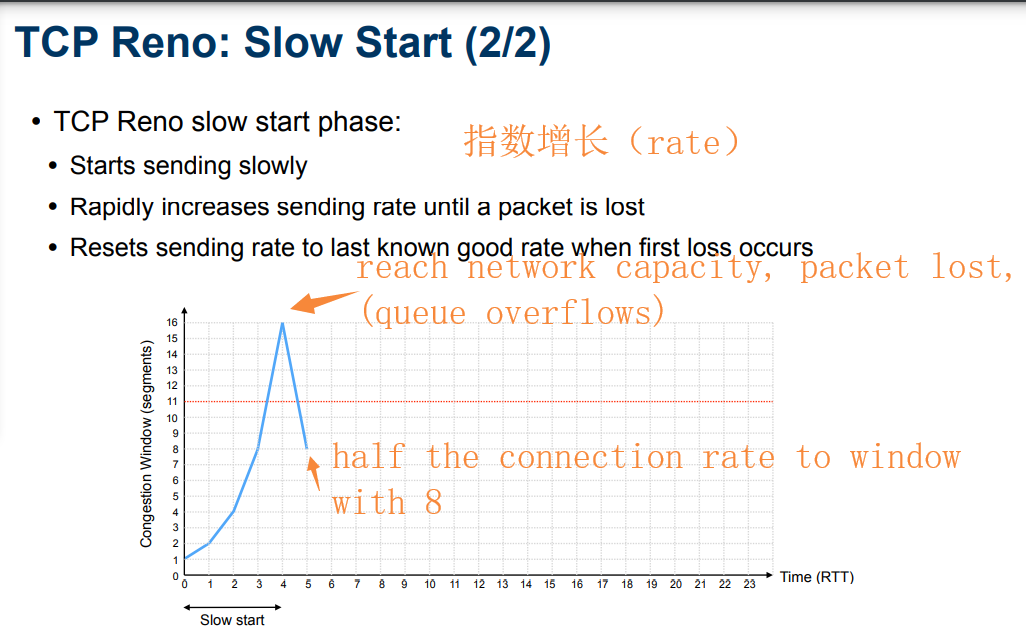 TCP Reno: Slow Start (2/2)
• TCP Reno slow start phase:
指数增长（rate）
• Starts sending slowly
• Rapidly increases sending rate until a packet is lost
• Resets sending rate to last known good rate when first loss occurs
reach network capacity, packet lost,
(queue overflows)
Congestion Window (segments)
16
15
14
13
12
11
10
9
8
7
6
5
4
3
2
1
0
half the connection rate to window
with 8
0 1 2 3 4 5 6 7 8 9 10 11 12 13 14 15 16 17 18 19 20 21 22 23
Time (RTT)
Slow start